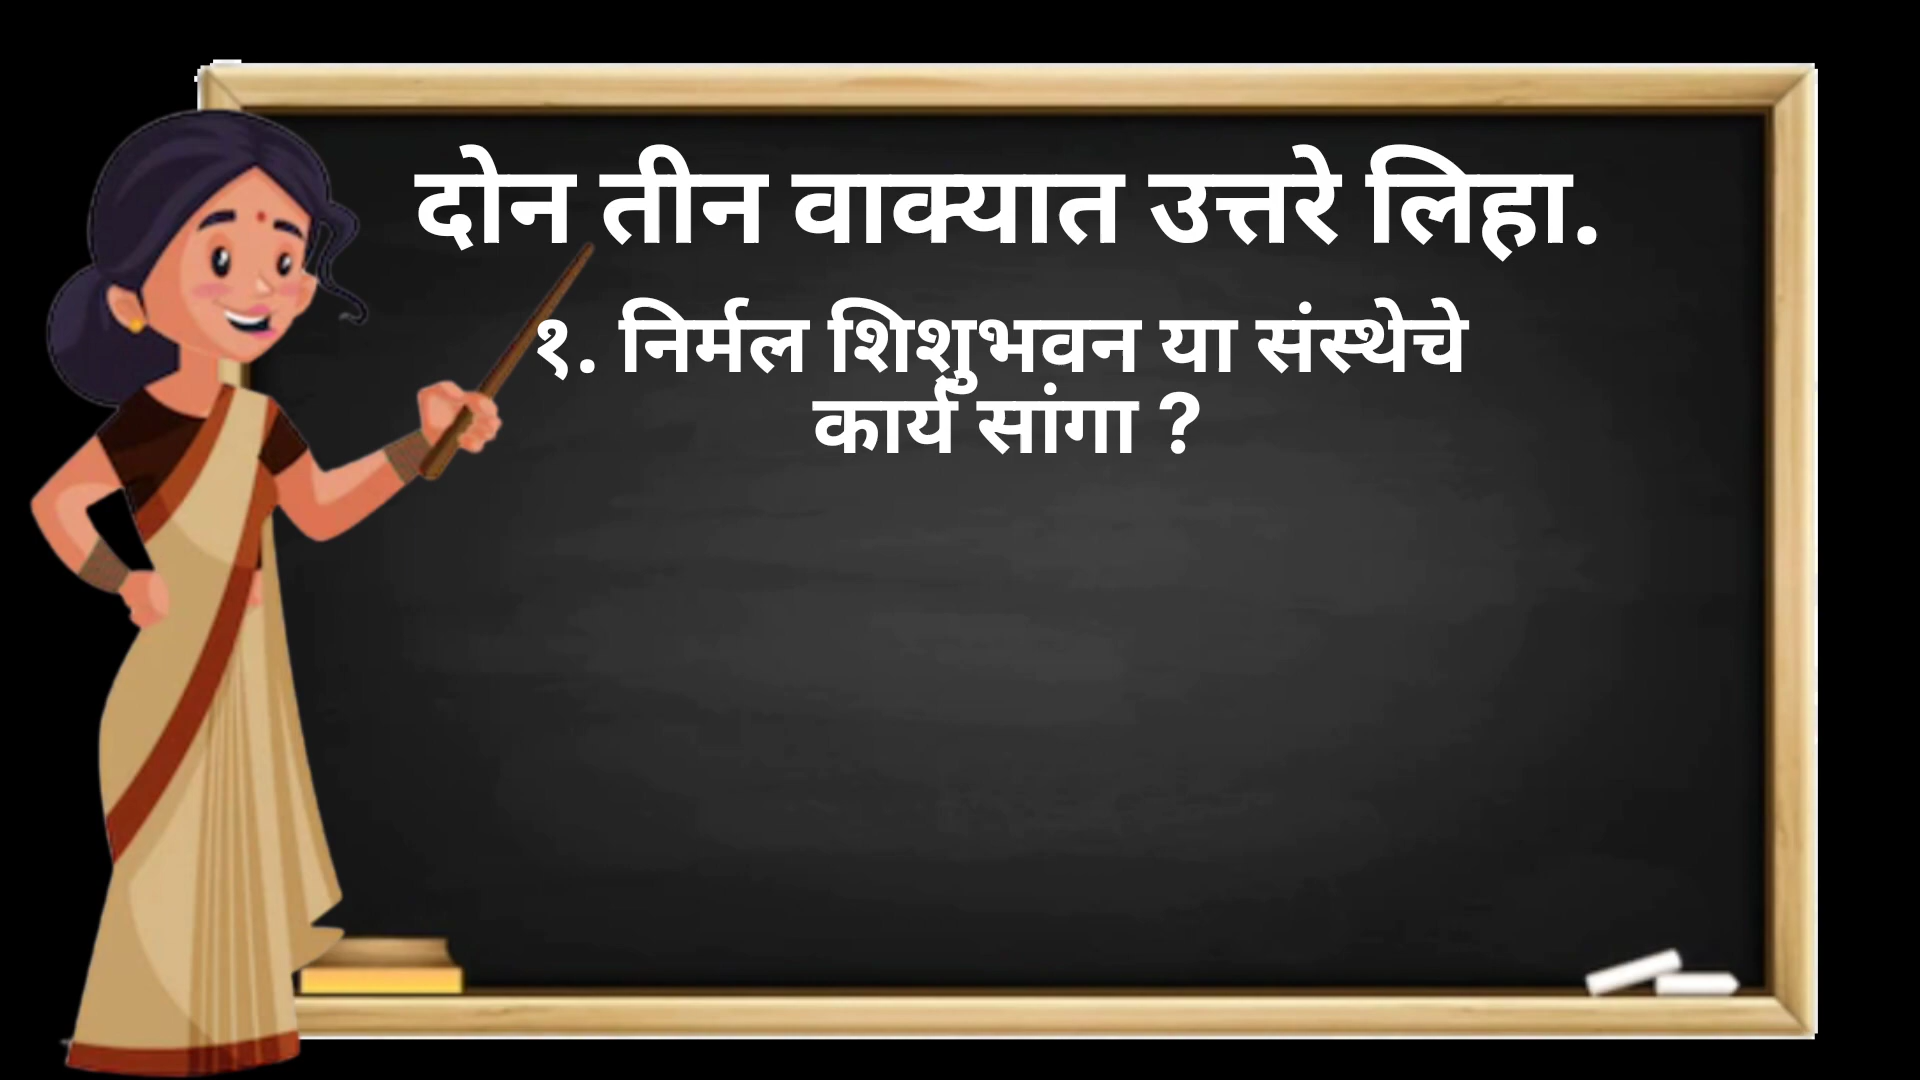 दोन तीन वाक्यात उत्तरे लिहा.
१. निर्मल शिशुभवन या संस्थेचे
कार्य सांगा ?